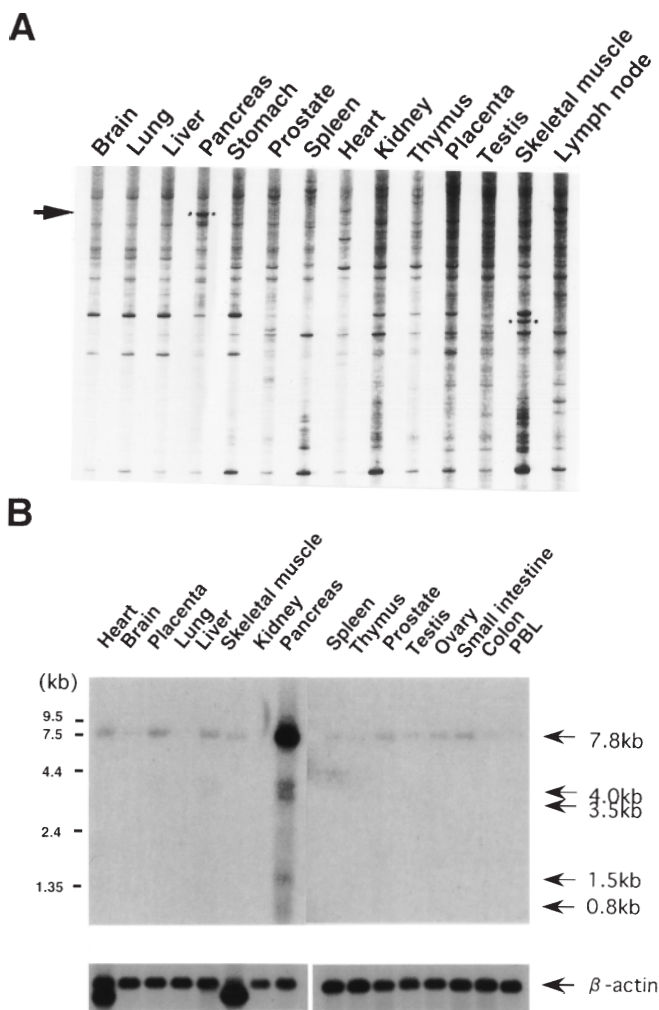 A
Brain
Lung
Liver
Pancreas
Stomach
Prostate
Spleen
Heart
Kidney
Thymus
Placenta
Testis
Skeletal muscle
Lymph node
B
Heart
Brain
Placenta
Lung
Liver
Skeletal muscle
Kidney
Pancreas
Spleen
Thymus
Prostate
Testis
Ovary
Small intestine
Colon
PBL
(kb)
9.5
7.5
4.4
2.4
1.35
7.8kb
4.0kb
3.5kb
1.5kb
0.8kb
β-actin